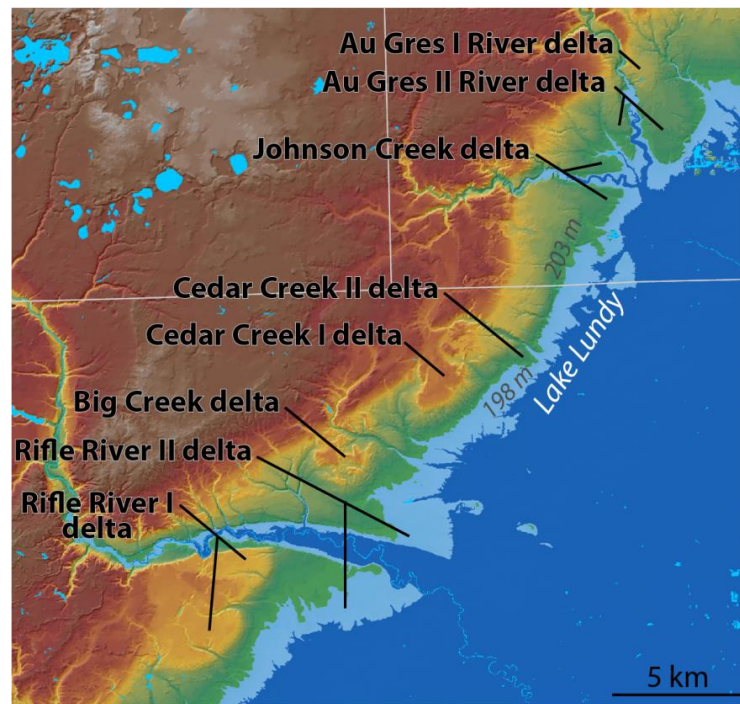 Au Gres I River delta
Au Gres II River delta
Johnson Creek delta
203 m
Cedar Creek II delta
Cedar Creek I delta
198 m
Lake Lundy
Big Creek delta
Rifle River II delta
Rifle River I
delta
5 km